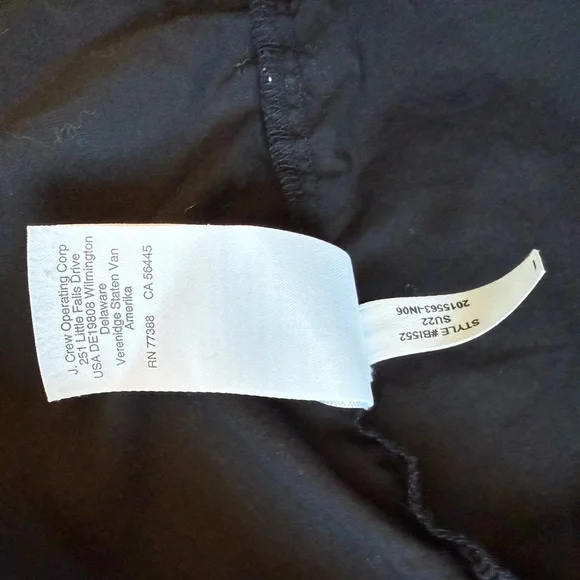 J. Crew Operating Corp
251 Little Falls Drive
USA DE19808 Wilmington
Delaware
Verenidge Staten Van
Amerika
RN 77388 CA 56445
STYLE #BI552
SU22
2015563-IN06